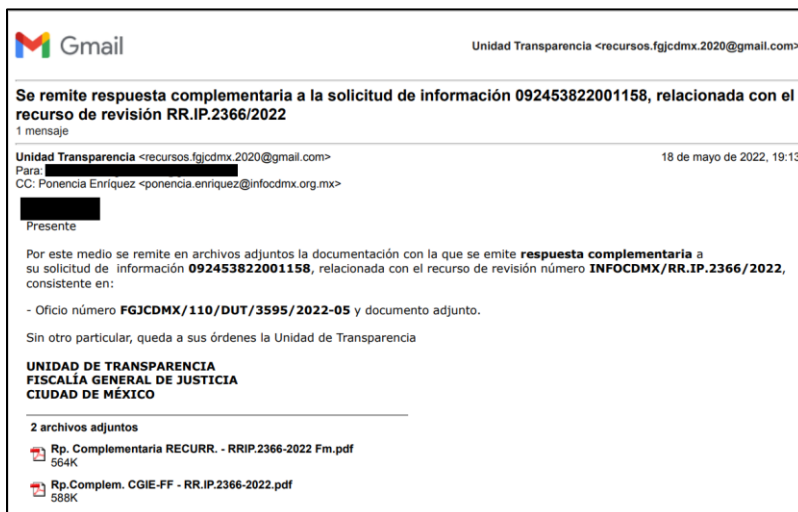 Gmail
Unidad Transparencia <recursos.fgjcdmx.2020@gmail.com>
Se remite respuesta complementaria a la solicitud de información 092453822001158, relacionada con el
recurso de revisión RR.IP.2366/2022
1 mensaje
Unidad Transparencia <recursos.fgjcdmx.2020@gmail.com> 18 de mayo de 2022, 19:13
Para:
CC: Ponencia Enríquez <ponencia.enriquez@infocdmx.org.mx>
Presente
Por este medio se remite en archivos adjuntos la documentación con la que se emite respuesta complementaria a
su solicitud de información 092453822001158, relacionada con el recurso de revisión número INFOCDMX/RR.IP.2366/2022,
consistente en:
- Oficio número FGJCDMX/110/DUT/3595/2022-05 y documento adjunto.
Sin otro particular, queda a sus órdenes la Unidad de Transparencia
UNIDAD DE TRANSPARENCIA
FISCALÍA GENERAL DE JUSTICIA
CIUDAD DE MÉXICO
2 archivos adjuntos
Rp. Complementaria RECURR. - RRIP.2366-2022 Fm.pdf
564K
Rp.Complem. CGIE-FF - RR.IP.2366-2022.pdf
588K